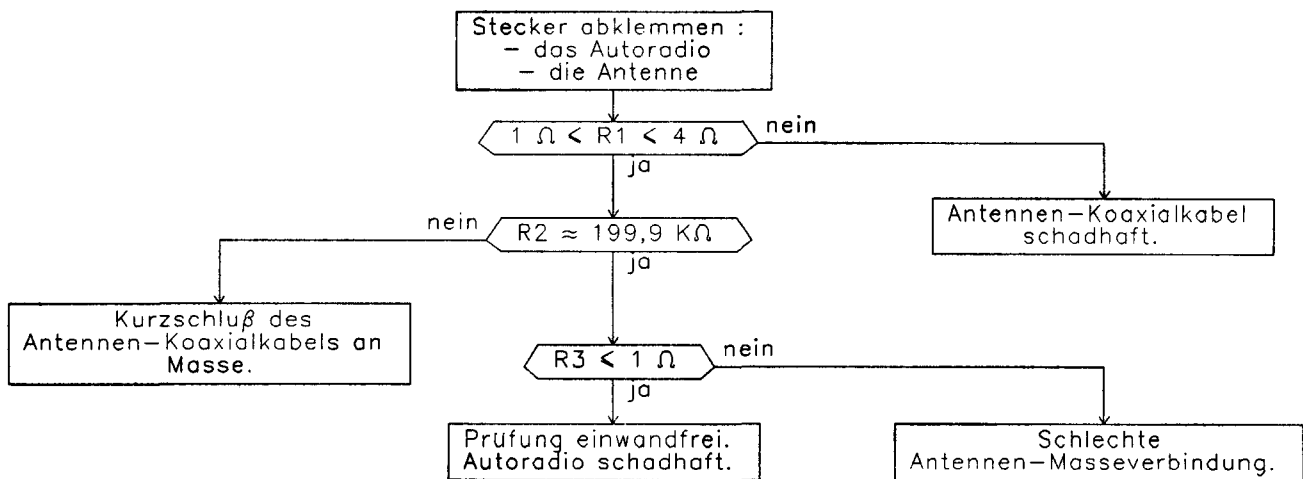 Stecker abklemmen :
– das Autoradio
– die Antenne
1 Ω < R1 < 4 Ω
nein
ja
Antennen–Koaxialkabel
schadhaft.
nein
R2 ≈ 199,9 KΩ
ja
Kurzschluß des
Antennen–Koaxialkabels an
Masse.
R3 < 1 Ω
nein
ja
Prüfung einwandfrei.
Autoradio schadhaft.
Schlechte
Antennen–Masseverbindung.